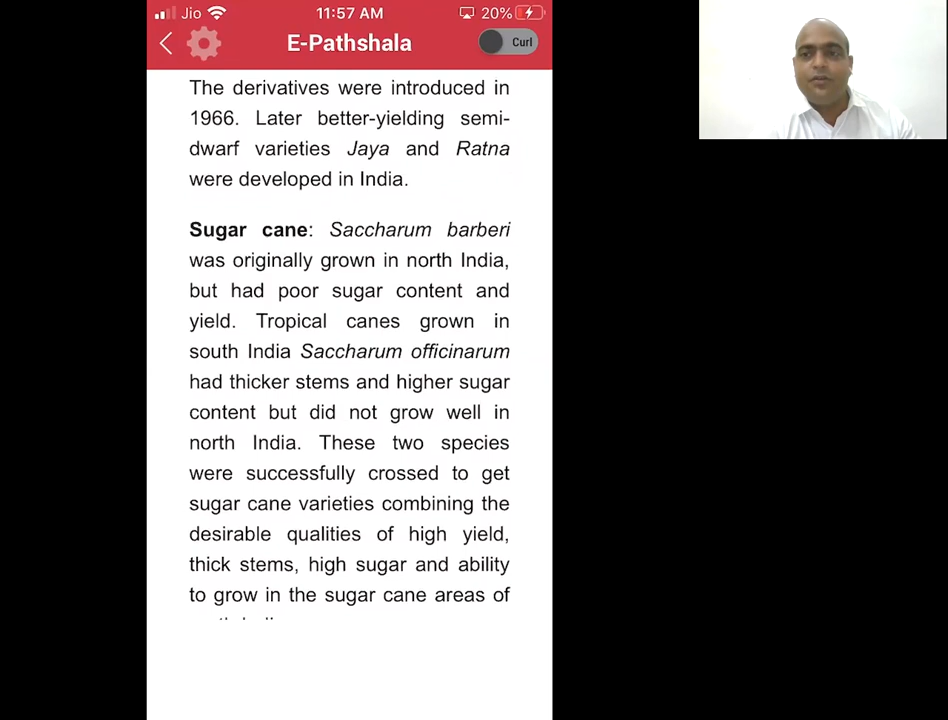 Jio 11:57 AM 20%
E-Pathshala Curl
The derivatives were introduced in
1966. Later better-yielding semi-
dwarf varieties Jaya and Ratna
were developed in India.
Sugar cane: Saccharum barberi
was originally grown in north India,
but had poor sugar content and
yield. Tropical canes grown in
south India Saccharum officinarum
had thicker stems and higher sugar
content but did not grow well in
north India. These two species
were successfully crossed to get
sugar cane varieties combining the
desirable qualities of high yield,
thick stems, high sugar and ability
to grow in the sugar cane areas of